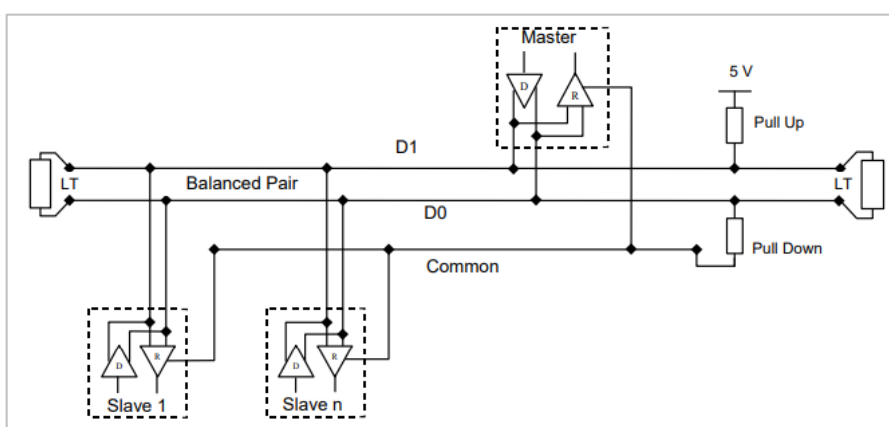 Master
D
R
5 V
Pull Up
D1
LT
Balanced Pair
LT
D0
Common
Pull Down
D
R
D
R
Slave 1
Slave n